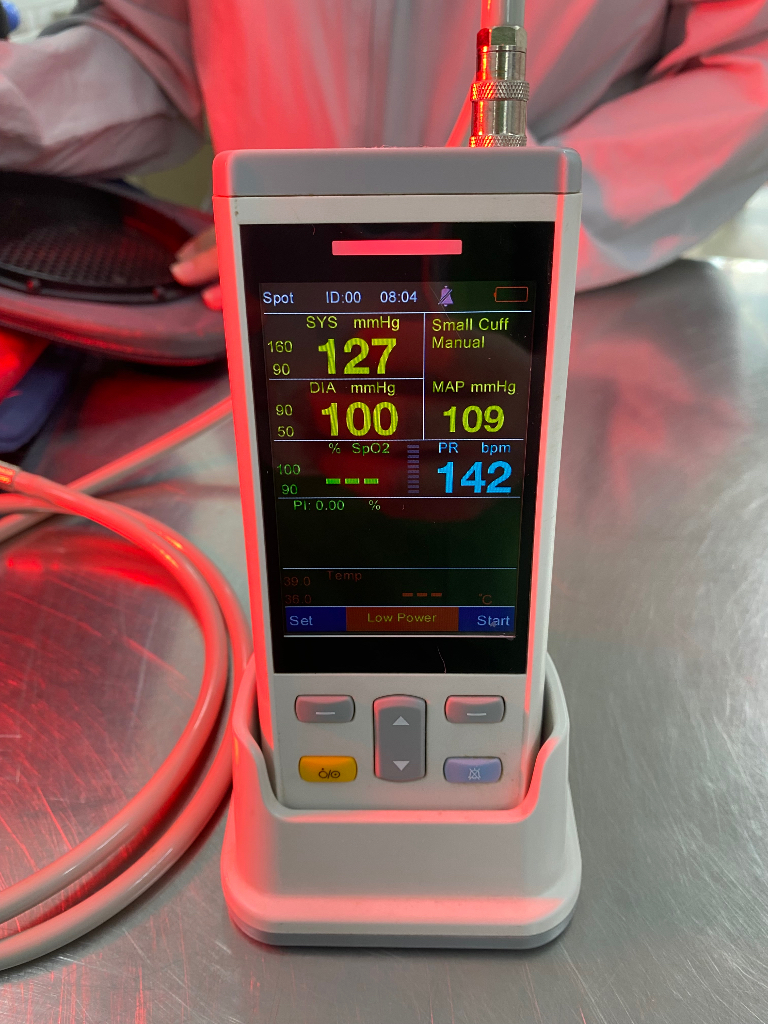 Spot ID:00 08:04
SYS mmHg
160
90
127
Small Cuff
Manual
DIA mmHg
90
50
100
MAP mmHg
109
% SpO2
100
90
---
PR bpm
142
PI: 0.00 %
Temp
39.0
36.0
---
°C
Set Low Power Start